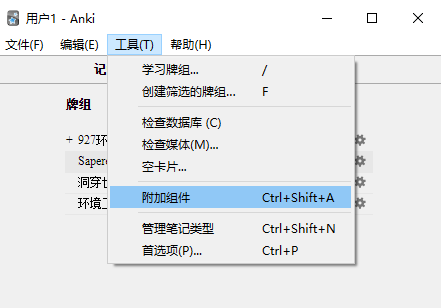 用户1 - Anki
文件(F) 编辑(E) 工具(T) 帮助(H)
记
学习牌组... /
创建筛选的牌组... F
牌组
检查数据库 (C)
+ 927环
检查媒体(M)...
Sapere
空卡片...
洞穿世
附加组件 Ctrl+Shift+A
环境工
管理笔记类型 Ctrl+Shift+N
首选项(P)... Ctrl+P